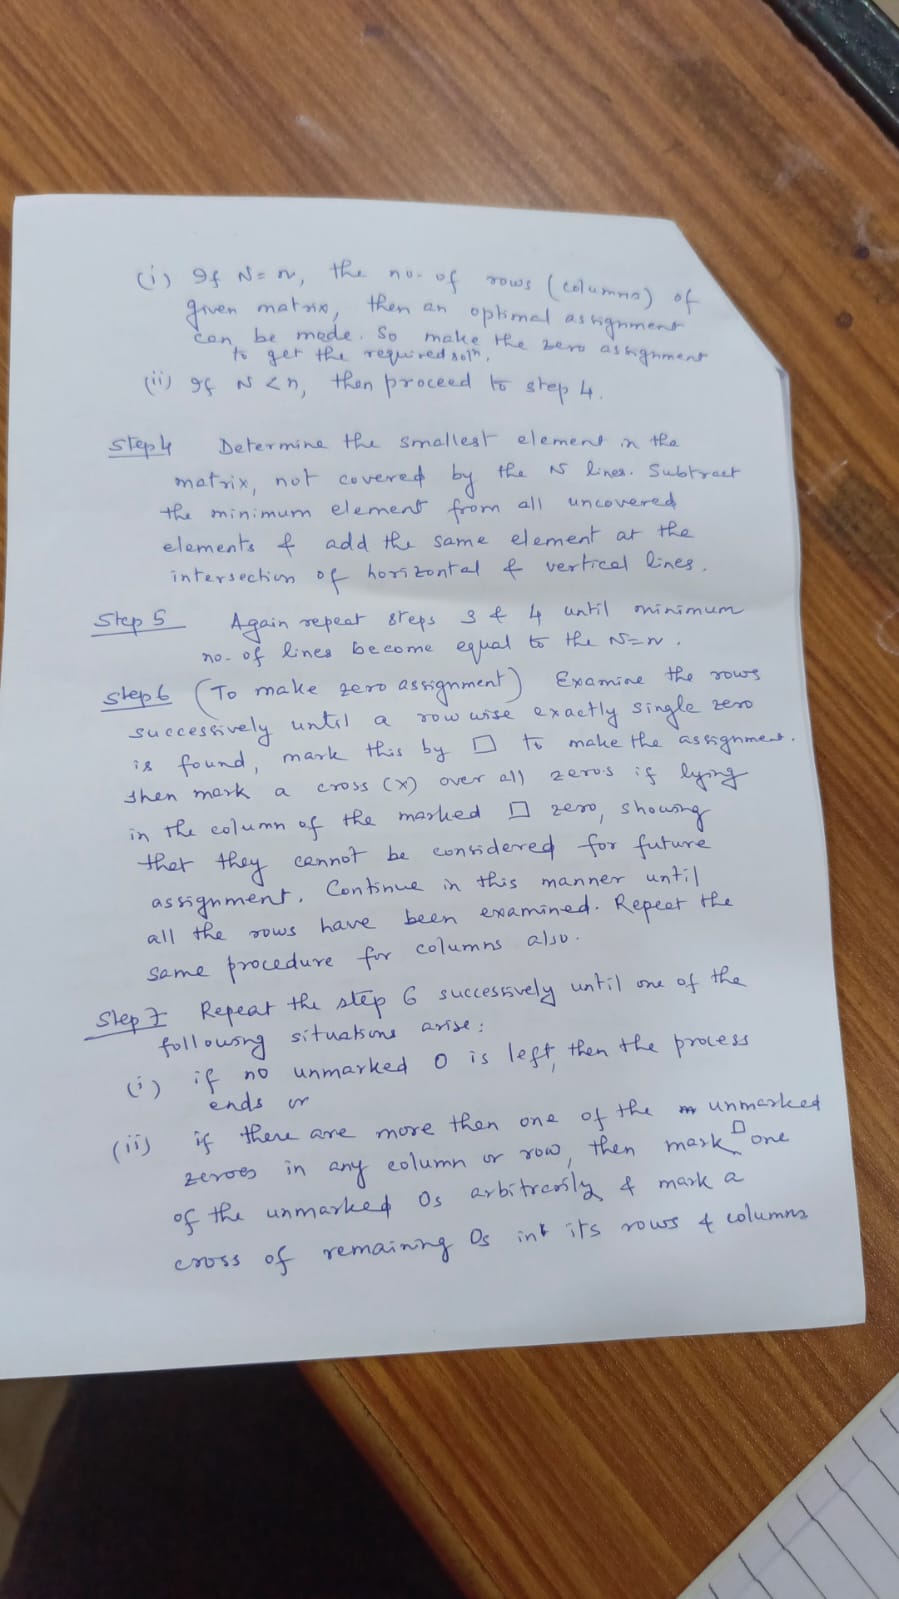 (i) If N=n, the no. of rows (columns) of
given matrix, then an optimal assignment
can be made. So make the zero assignment
to get the required soln.
(ii) If N<n, then proceed to step 4.
Step 4 Determine the smallest element in the
matrix, not covered by the N lines. Subtract
the minimum element from all uncovered
elements & add the same element at the
intersection of horizontal & vertical lines.
Step 5 Again repeat steps 3 & 4 until minimum
no. of lines become equal to the N=n.
Step 6 (To make zero assignment) Examine the rows
successively until a row wise exactly single zero
is found, mark this by □ to make the assignment.
Then mark a cross (x) over all zeros if lying
in the column of the marked □ zero, showing
that they cannot be considered for future
assignment. Continue in this manner until
all the rows have been examined. Repeat the
same procedure for columns also.
Step 7 Repeat the step 6 successively until one of the
following situations arise:
(i) if no unmarked 0 is left, then the process
ends or
(ii) if there are more then one of the unmarked
zeroes in any column or row, then mark □ one
of the unmarked 0s arbitrarily & mark a
cross of remaining 0s in its rows & columns